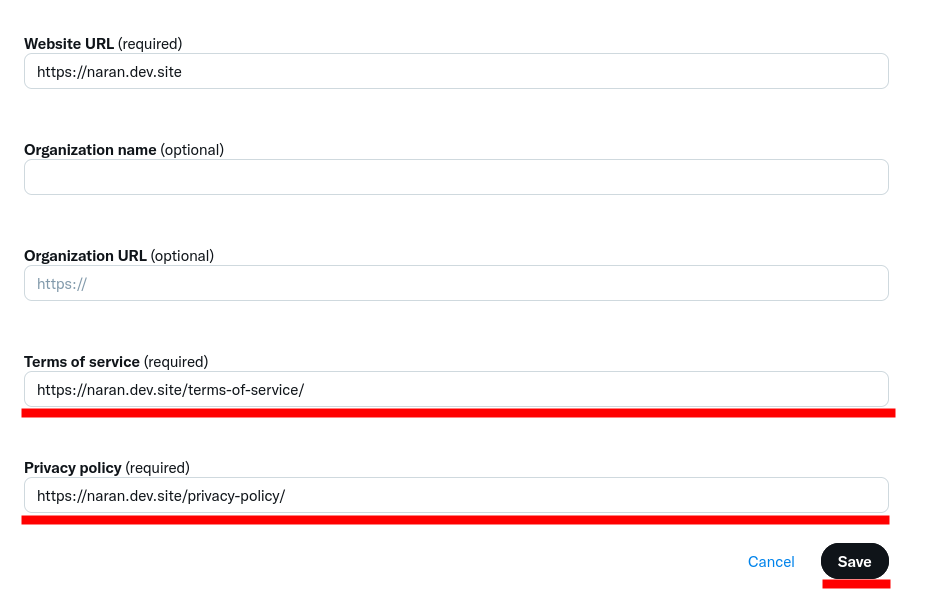 Website URL (required)
https://naran.dev.site
Organization name (optional)
Organization URL (optional)
https://
Terms of service (required)
https://naran.dev.site/terms-of-service/
Privacy policy (required)
https://naran.dev.site/privacy-policy/
Cancel Save